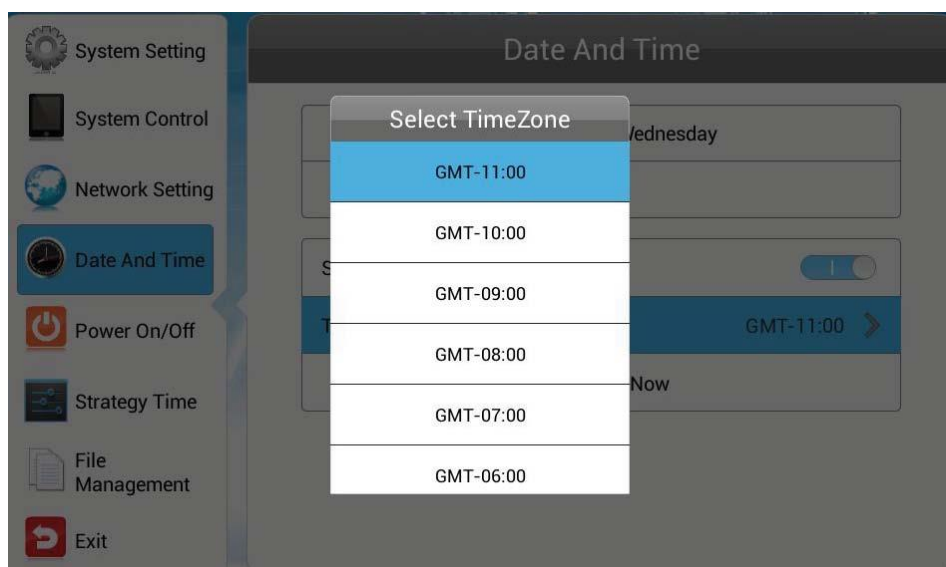 System Setting
System Control
Network Setting
Date And Time
Power On/Off
Strategy Time
File
Management
Exit
Date And Time
Select TimeZone
GMT-11:00
GMT-10:00
GMT-09:00
GMT-08:00
GMT-07:00
GMT-06:00
GMT-11:00
Now